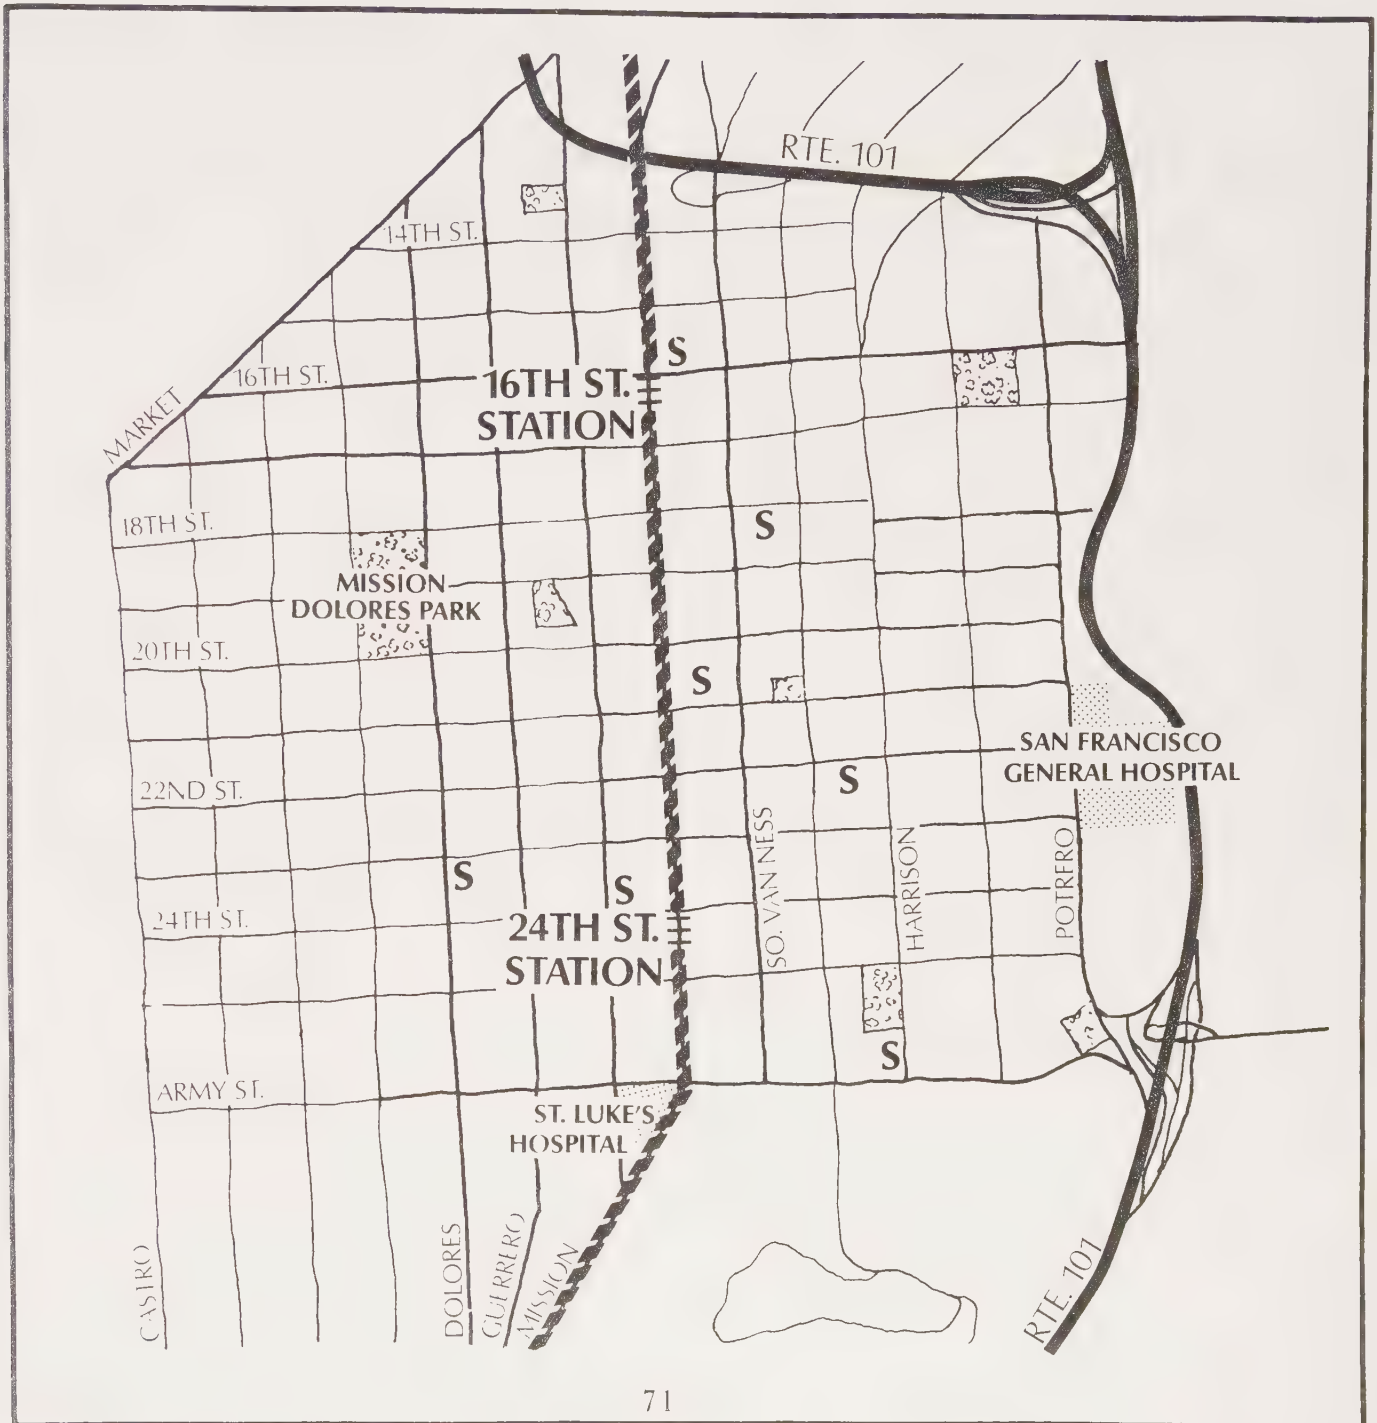 RTE. 101
14TH ST.
S
16TH ST.
16TH ST.
STATION
MARKET
18TH ST.
S
MISSION
DOLORES PARK
20TH ST.
S
SAN FRANCISCO
GENERAL HOSPITAL
22ND ST.
S
SO. VAN NESS
HARRISON
POTRERO
S
S
24TH ST.
24TH ST.
STATION
S
ARMY ST.
ST. LUKE'S
HOSPITAL
CASTRO
DOLORES
GUERRERO
MISSION
RTE. 101
71